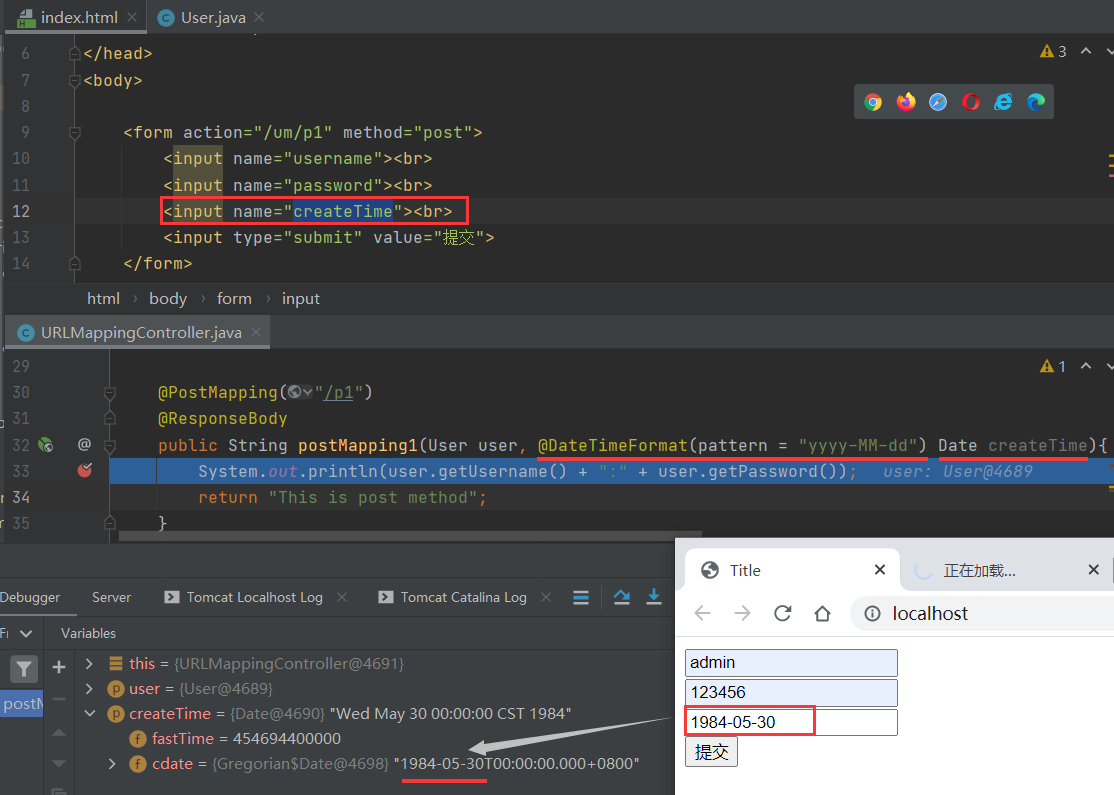 index.html User.java
6 </head>
7 <body>
8
9 <form action="/um/p1" method="post">
10 <input name="username"><br>
11 <input name="password"><br>
12 <input name="createTime"><br>
13 <input type="submit" value="提交">
14 </form>
3
html › body › form › input
URLMappingController.java
29
30 @PostMapping("/p1")
31 @ResponseBody
32 @ public String postMapping1(User user, @DateTimeFormat(pattern = "yyyy-MM-dd") Date createTime){
33 System.out.println(user.getUsername() + ":" + user.getPassword()); user: User@4689
34 return "This is post method";
35 }
1
Debugger Server Tomcat Localhost Log Tomcat Catalina Log
Variables
this = {URLMappingController@4691}
user = {User@4689}
createTime = {Date@4690} "Wed May 30 00:00:00 CST 1984"
fastTime = 454694400000
cdate = {Gregorian$Date@4698} "1984-05-30T00:00:00.000+0800"
Title 正在加载...
localhost
admin
123456
1984-05-30
提交